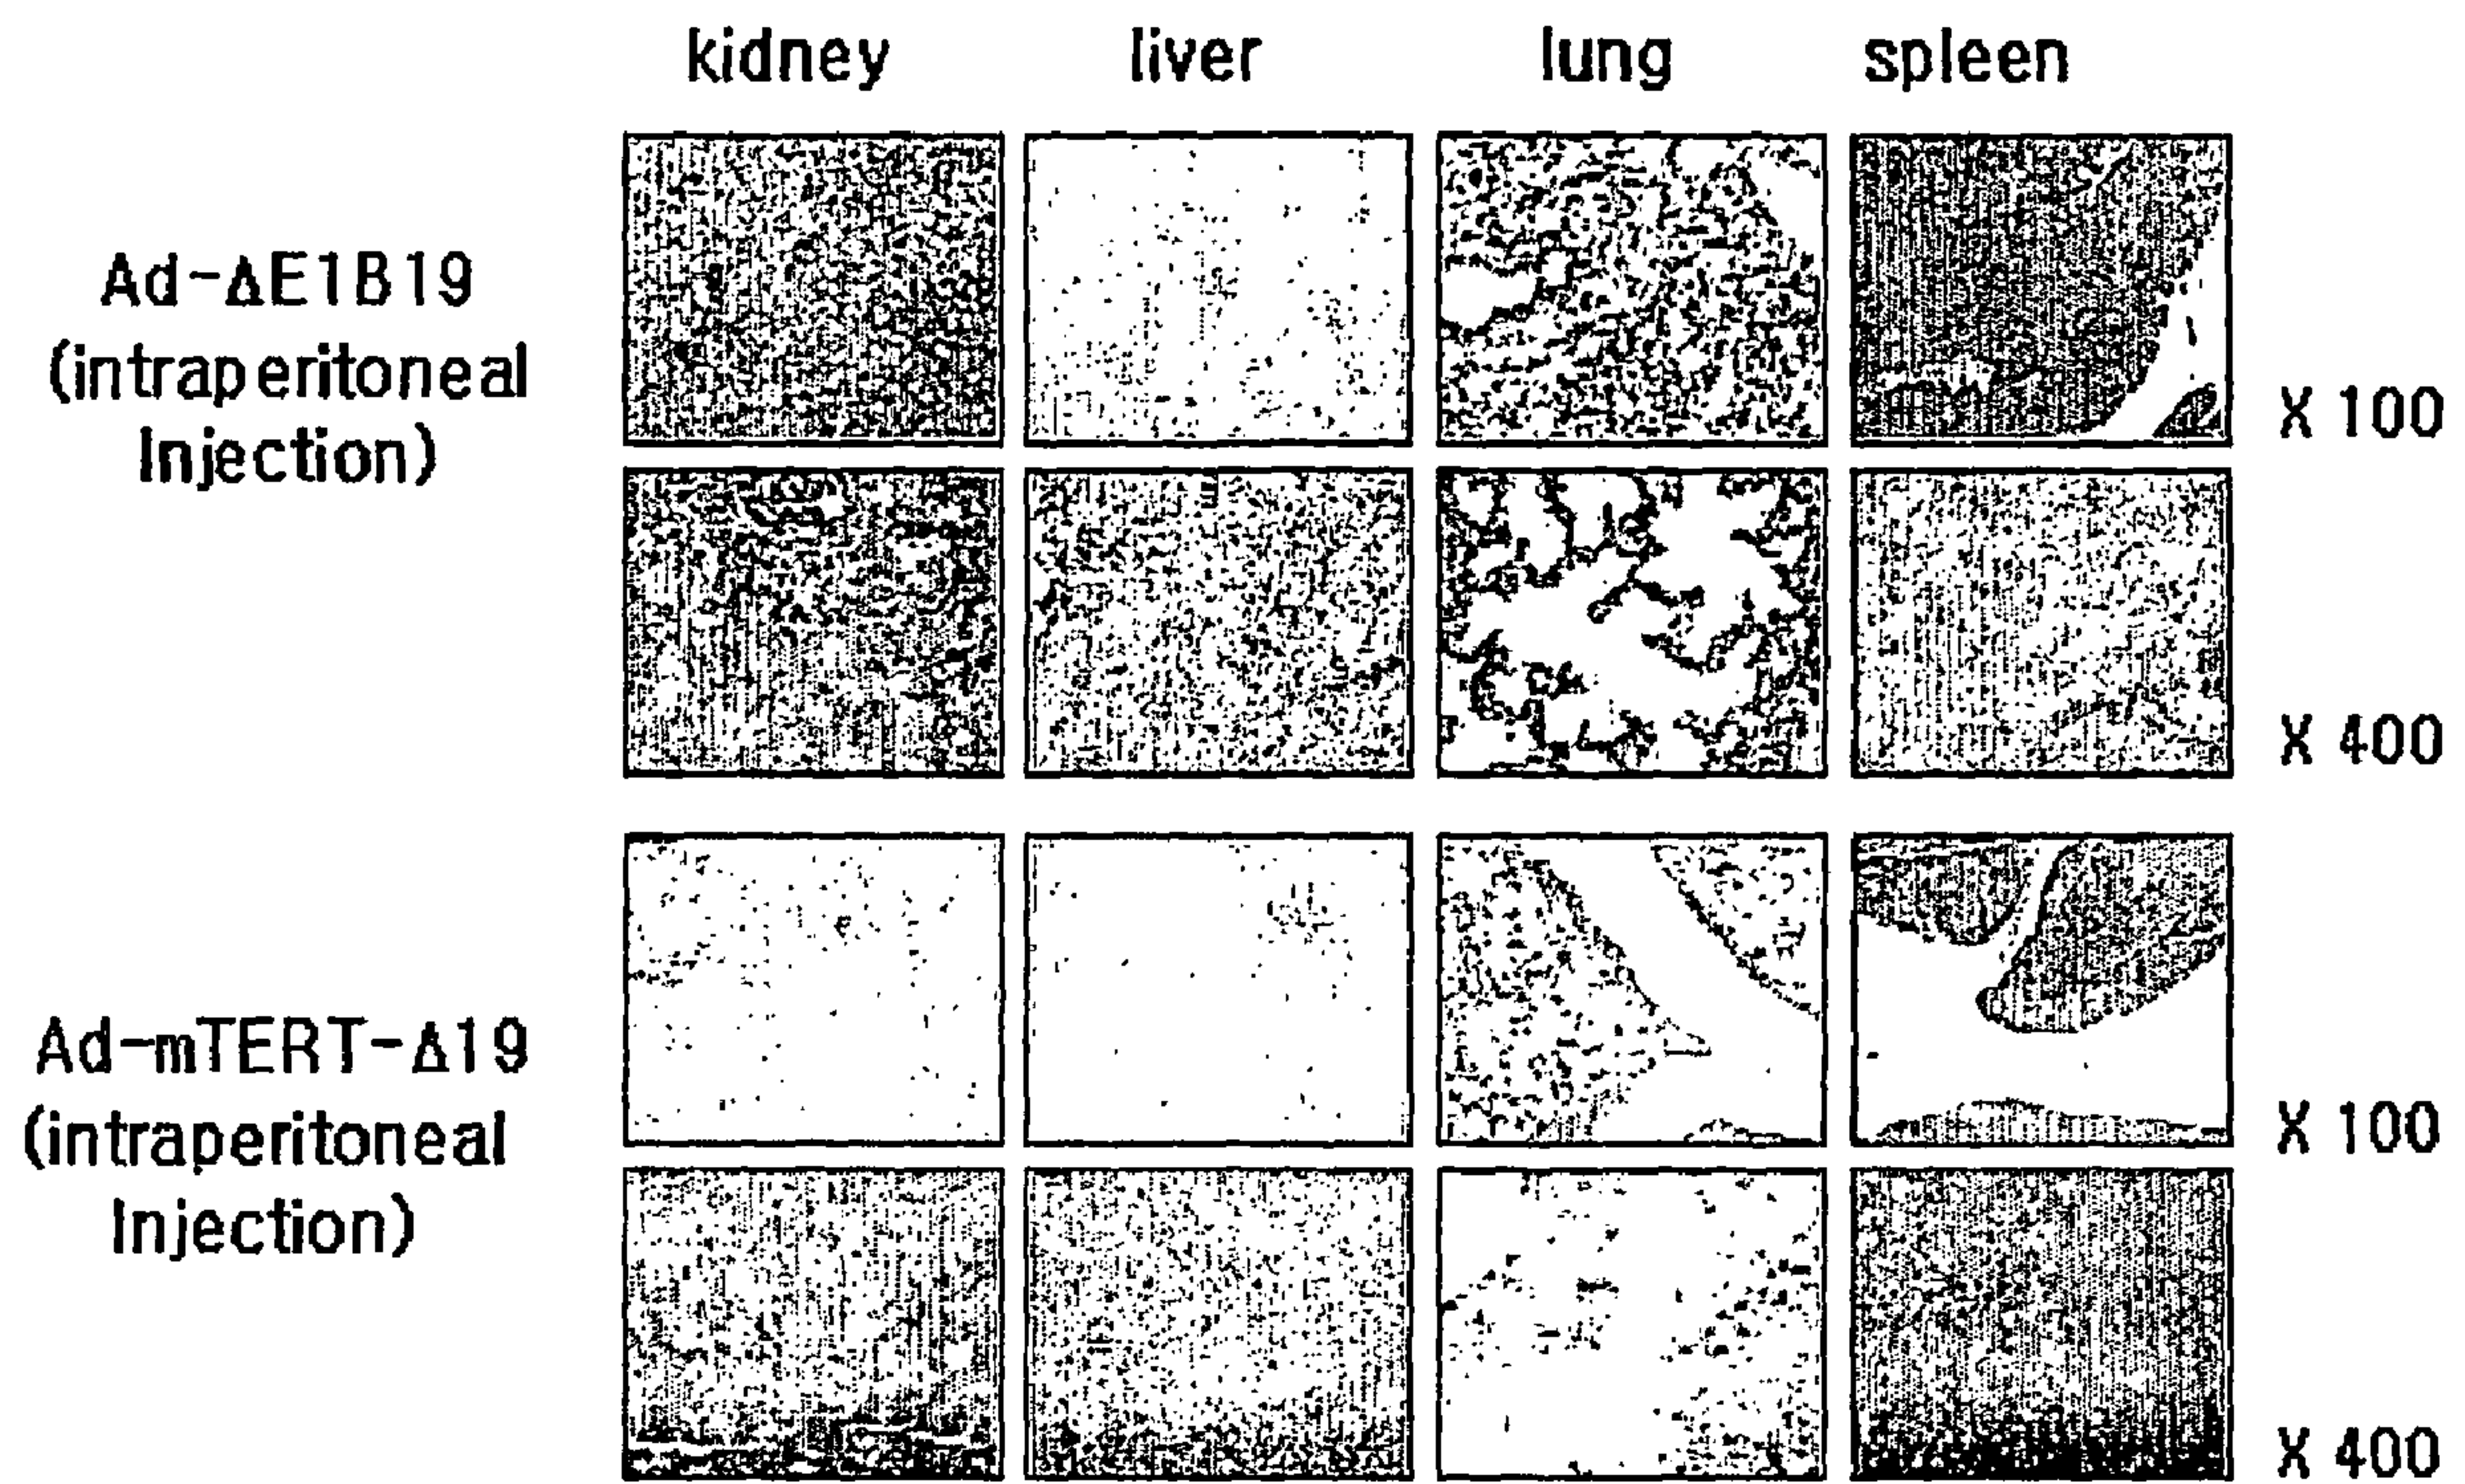 kidney liver lung spleen
Ad-ΔE1B19
(intraperitoneal
Injection)
X 100
X 400
Ad-mTERT-Δ19
(intraperitoneal
Injection)
X 100
X 400